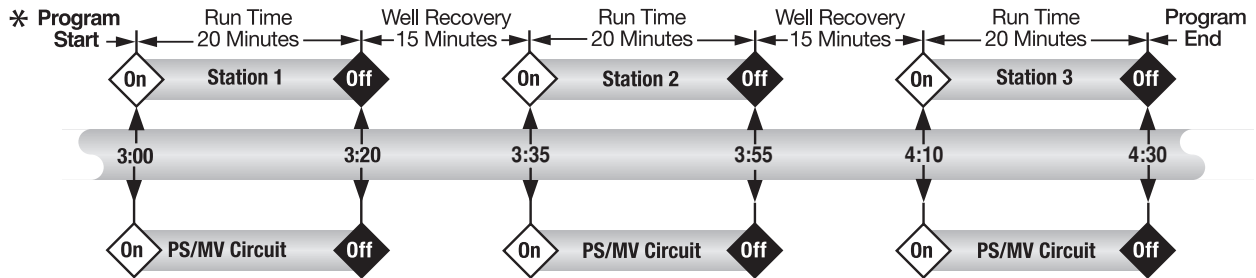 * Program Start
Run Time
20 Minutes
Well Recovery
15 Minutes
Run Time
20 Minutes
Well Recovery
15 Minutes
Run Time
20 Minutes
Program End
On Station 1 Off On Station 2 Off On Station 3 Off
3:00 3:20 3:35 3:55 4:10 4:30
On PS/MV Circuit Off On PS/MV Circuit Off On PS/MV Circuit Off